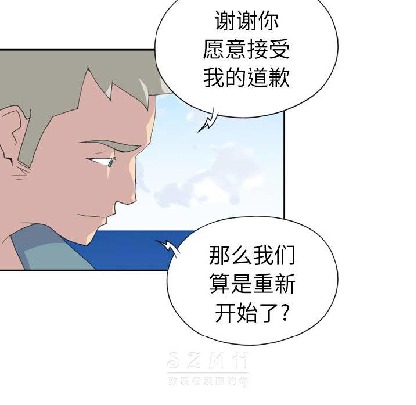 谢谢你
愿意接受
我的道歉
那么我们
算是重新
开始了?